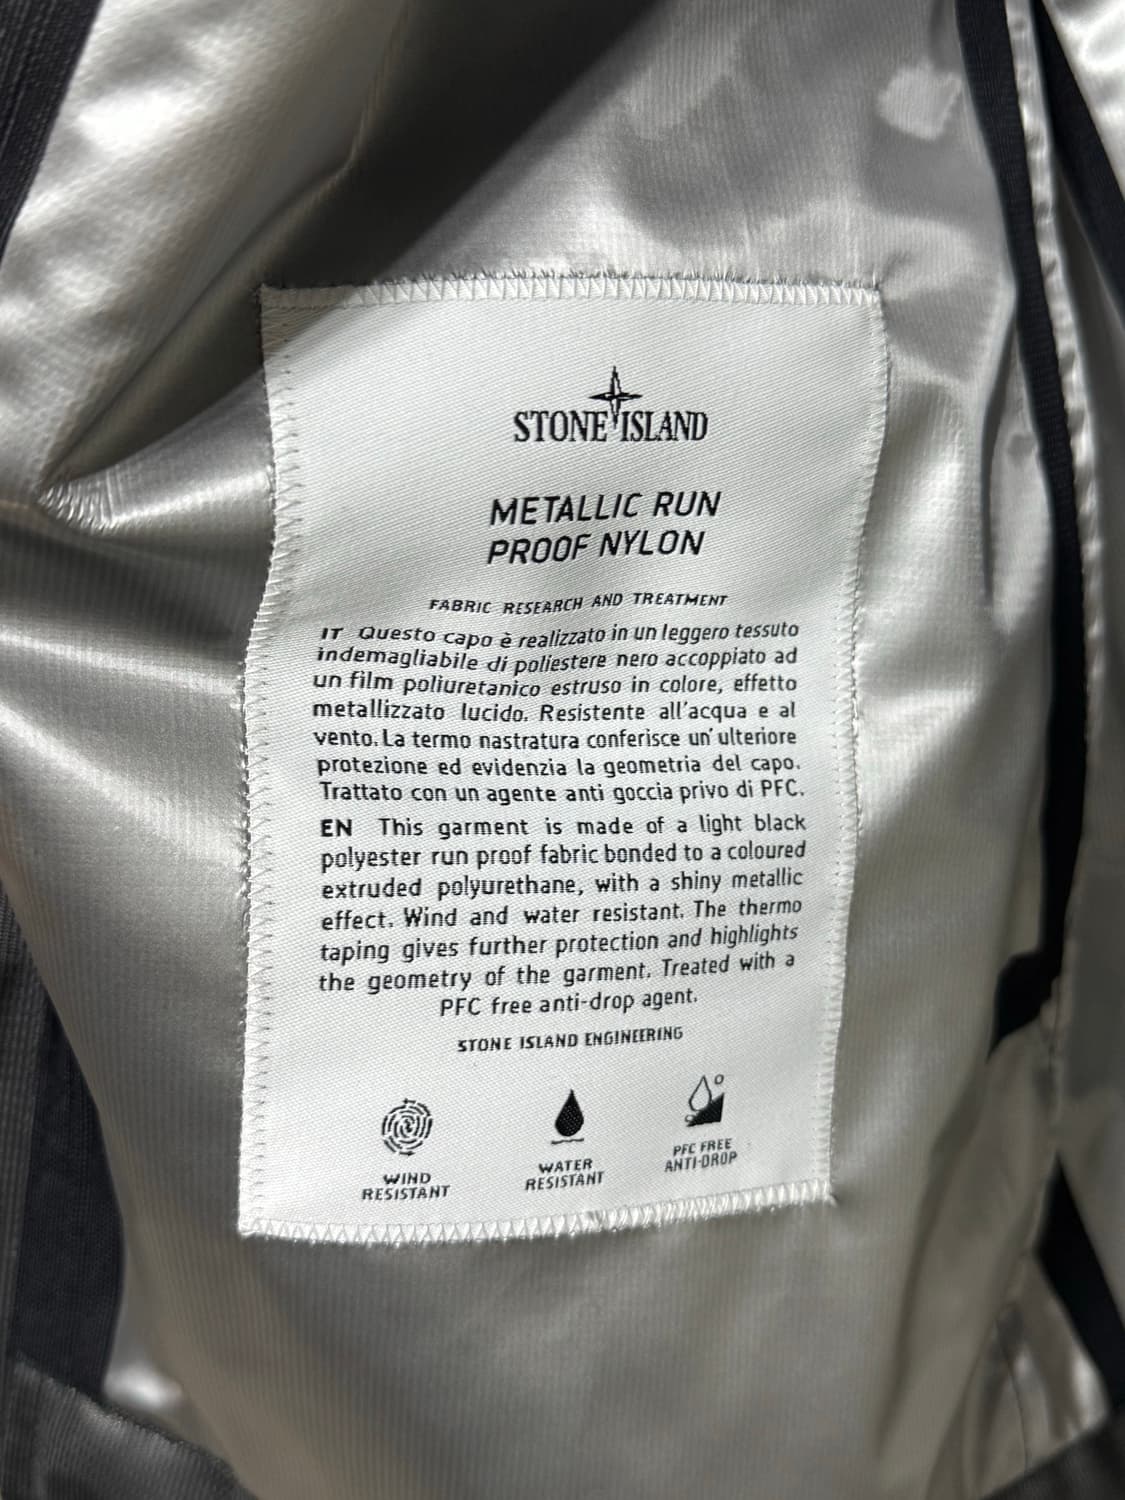 STONE ISLAND
METALLIC RUN
PROOF NYLON
FABRIC RESEARCH AND TREATMENT
IT Questo capo è realizzato in un leggero tessuto
indemagliabile di poliestere nero accoppiato ad
un film poliuretanico estruso in colore, effetto
metallizzato lucido. Resistente all'acqua e al
vento. La termo nastratura conferisce un' ulteriore
protezione ed evidenzia la geometria del capo.
Trattato con un agente anti goccia privo di PFC.
EN This garment is made of a light black
polyester run proof fabric bonded to a coloured
extruded polyurethane, with a shiny metallic
effect. Wind and water resistant. The thermo
taping gives further protection and highlights
the geometry of the garment. Treated with a
PFC free anti-drop agent.
STONE ISLAND ENGINEERING
WIND
RESISTANT
WATER
RESISTANT
PFC FREE
ANTI-DROP